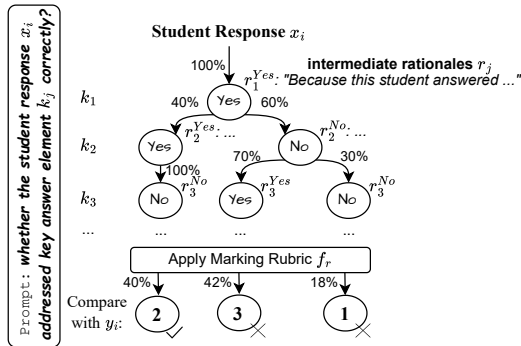 Prompt: whether the student response x_i
addressed key answer element k_j correctly?
Student Response x_i
100%
intermediate rationales r_j
r_1^{Yes}: "Because this student answered ..."
k_1
Yes
40%
60%
r_2^{Yes}: ...
r_2^{No}: ...
k_2
Yes
No
100%
70%
30%
r_3^{No}
r_3^{Yes}
r_3^{No}
k_3
No
Yes
No
...
...
...
...
Apply Marking Rubric f_r
40%
42%
18%
Compare
with y_i:
2
3
1